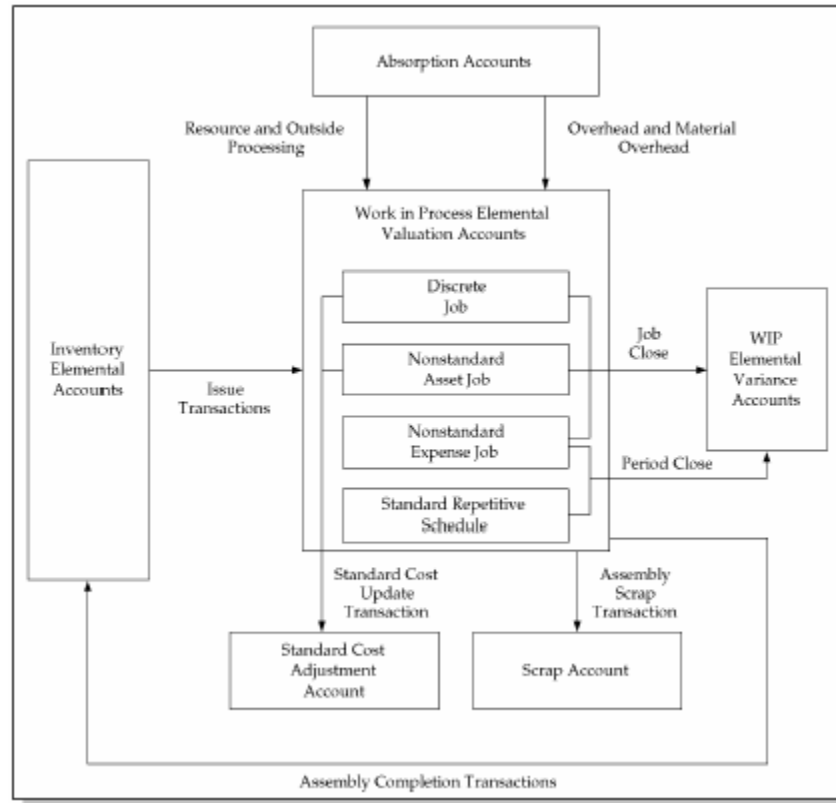 Absorption Accounts
Resource and Outside
Processing
Overhead and Material
Overhead
Work in Process Elemental
Valuation Accounts
Discrete
Job
Nonstandard
Asset Job
Nonstandard
Expense Job
Standard Repetitive
Schedule
Inventory
Elemental
Accounts
Issue
Transactions
Job
Close
WIP
Elemental
Variance
Accounts
Period Close
Standard Cost
Update
Transaction
Assembly
Scrap
Transaction
Standard Cost
Adjustment
Account
Scrap Account
Assembly Completion Transactions